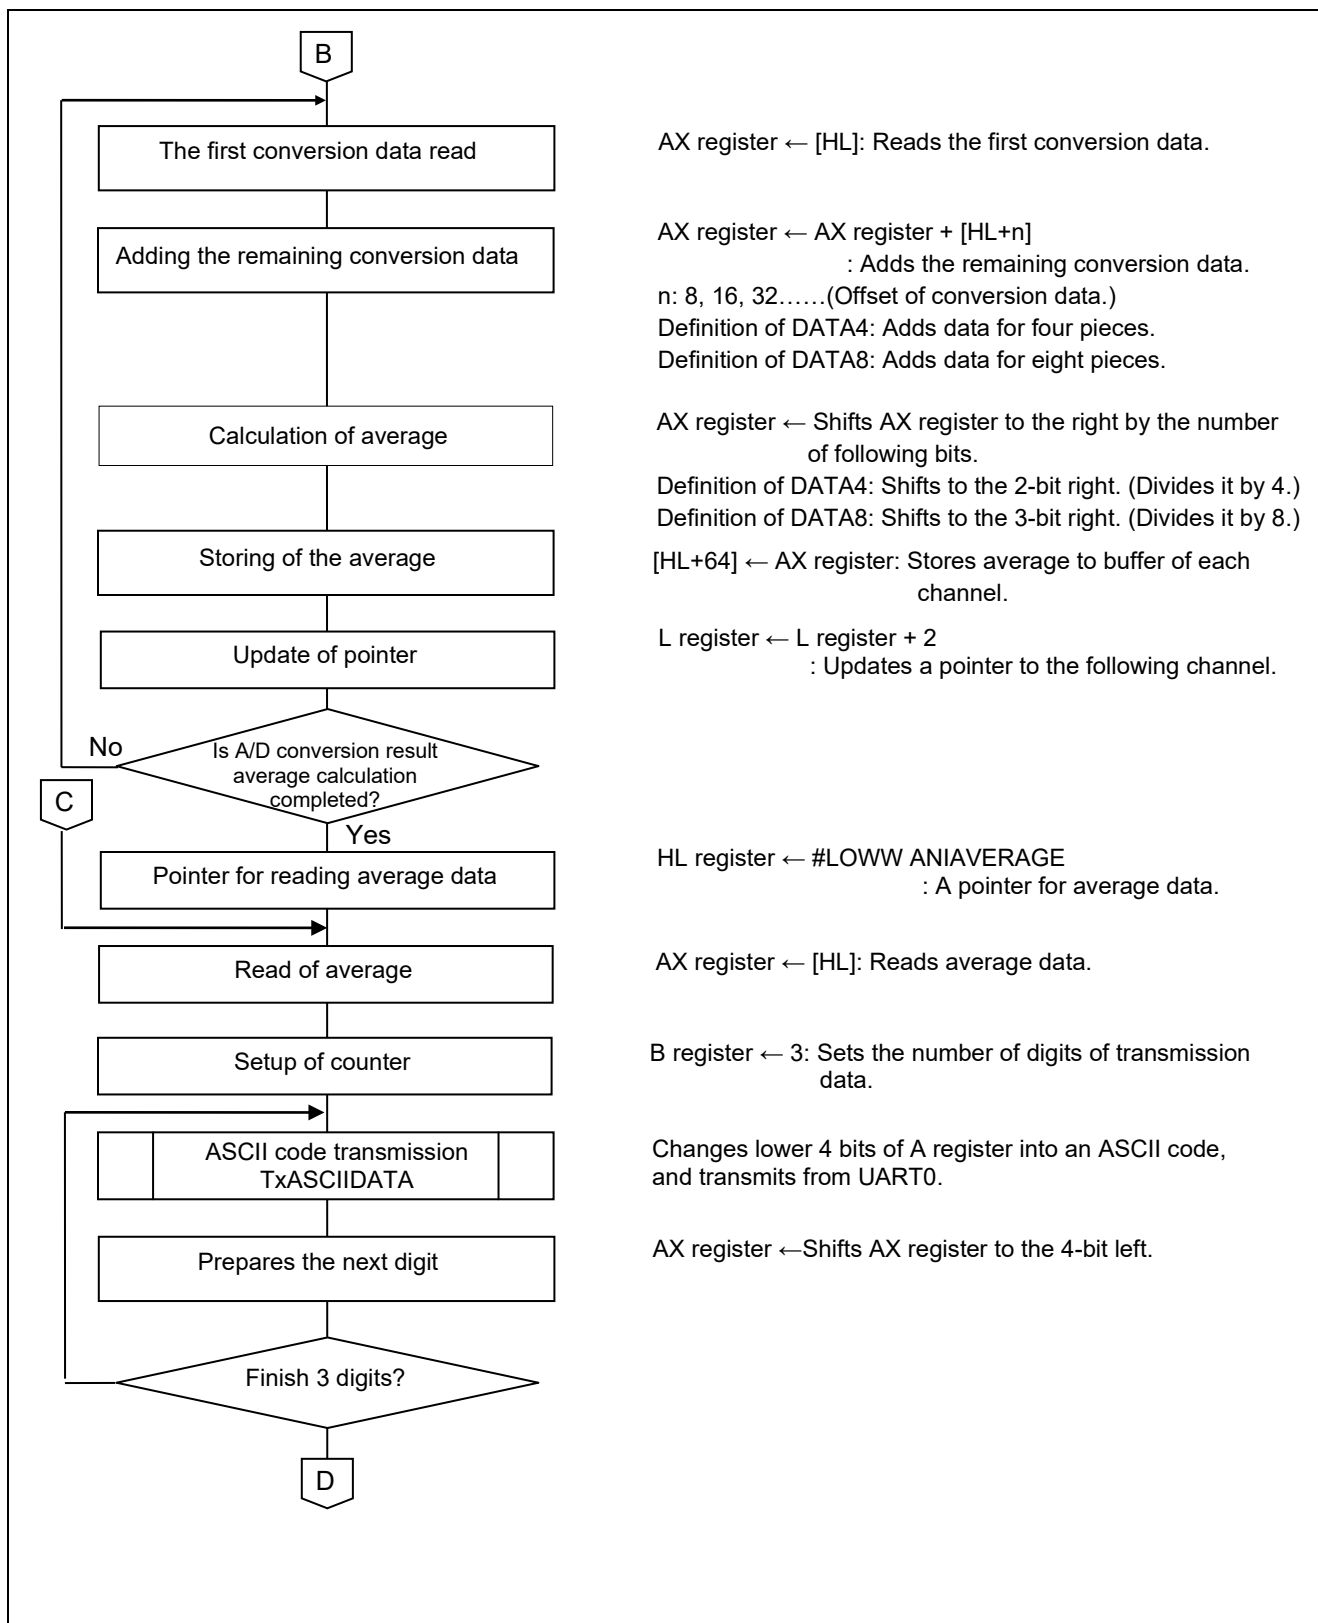 B
The first conversion data read
AX register ← [HL]: Reads the first conversion data.
Adding the remaining conversion data
AX register ← AX register + [HL+n]
: Adds the remaining conversion data.
n: 8, 16, 32……(Offset of conversion data.)
Definition of DATA4: Adds data for four pieces.
Definition of DATA8: Adds data for eight pieces.
Calculation of average
AX register ← Shifts AX register to the right by the number
of following bits.
Definition of DATA4: Shifts to the 2-bit right. (Divides it by 4.)
Definition of DATA8: Shifts to the 3-bit right. (Divides it by 8.)
Storing of the average
[HL+64] ← AX register: Stores average to buffer of each
channel.
Update of pointer
L register ← L register + 2
: Updates a pointer to the following channel.
No
Is A/D conversion result
average calculation
completed?
C
Yes
Pointer for reading average data
HL register ← #LOWW ANIAVERAGE
: A pointer for average data.
Read of average
AX register ← [HL]: Reads average data.
Setup of counter
B register ← 3: Sets the number of digits of transmission
data.
ASCII code transmission
TxASCIIDATA
Changes lower 4 bits of A register into an ASCII code,
and transmits from UART0.
Prepares the next digit
AX register ←Shifts AX register to the 4-bit left.
Finish 3 digits?
D